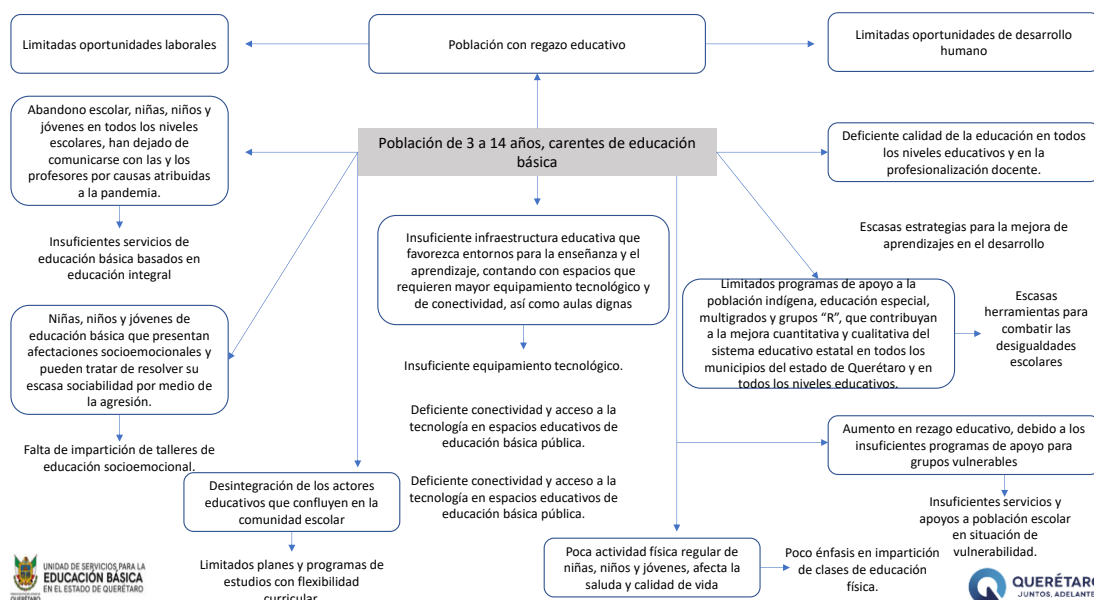 Limitadas oportunidades laborales
Población con regazo educativo
Limitadas oportunidades de desarrollo
humano
Abandono escolar, niñas, niños y
jóvenes en todos los niveles
escolares, han dejado de
comunicarse con las y los
profesores por causas atribuidas
a la pandemia.
Población de 3 a 14 años, carentes de educación
básica
Deficiente calidad de la educación en todos
los niveles educativos y en la
profesionalización docente.
Insuficientes servicios de
educación básica basados en
educación integral
Insuficiente infraestructura educativa que
favorezca entornos para la enseñanza y el
aprendizaje, contando con espacios que
requieren mayor equipamiento tecnológico y
de conectividad, así como aulas dignas
Escasas estrategias para la mejora de
aprendizajes en el desarrollo
Limitados programas de apoyo a la
población indígena, educación especial,
multigrados y grupos “R”, que contribuyan
a la mejora cuantitativa y cualitativa del
sistema educativo estatal en todos los
municipios del estado de Querétaro y en
todos los niveles educativos.
Escasas
herramientas para
combatir las
desigualdades
escolares
Niñas, niños y jóvenes de
educación básica que presentan
afectaciones socioemocionales y
pueden tratar de resolver su
escasa sociabilidad por medio de
la agresión.
Insuficiente equipamiento tecnológico.
Deficiente conectividad y acceso a la
tecnología en espacios educativos de
educación básica pública.
Aumento en rezago educativo, debido a los
insuficientes programas de apoyo para
grupos vulnerables
Falta de impartición de talleres de
educación socioemocional.
Desintegración de los actores
educativos que confluyen en la
comunidad escolar
Deficiente conectividad y acceso a la
tecnología en espacios educativos de
educación básica pública.
Insuficientes servicios y
apoyos a población escolar
en situación de
vulnerabilidad.
Limitados planes y programas de
estudios con flexibilidad
curricular
Poca actividad física regular de
niñas, niños y jóvenes, afecta la
saluda y calidad de vida
Poco énfasis en impartición
de clases de educación
física.
UNIDAD DE SERVICIOS PARA LA
EDUCACIÓN BÁSICA
EN EL ESTADO DE QUERÉTARO
QUERÉTARO
QUERÉTARO
JUNTOS, ADELANTE